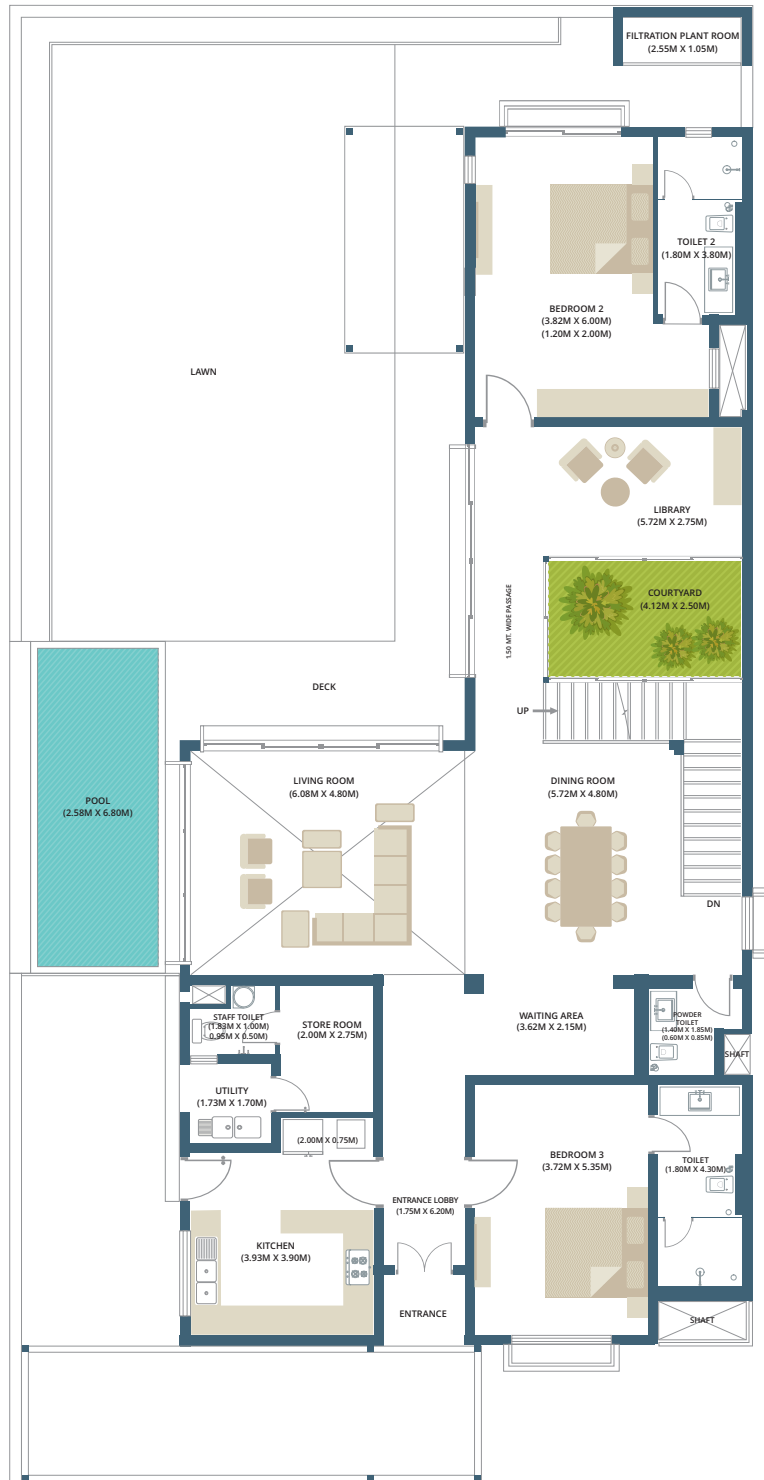 FILTRATION PLANT ROOM
(2.55M X 1.05M)
TOILET 2
(1.80M X 3.80M)
BEDROOM 2
(3.82M X 6.00M)
(1.20M X 2.00M)
LAWN
LIBRARY
(5.72M X 2.75M)
COURTYARD
(4.12M X 2.50M)
1.50 MT. WIDE PASSAGE
DECK
UP
LIVING ROOM
(6.08M X 4.80M)
DINING ROOM
(5.72M X 4.80M)
POOL
(2.58M X 6.80M)
DN
STAFF TOILET
(1.83M X 1.00M)
0.95M X 0.50M)
STORE ROOM
(2.00M X 2.75M)
WAITING AREA
(3.62M X 2.15M)
POWDER
TOILET
(1.40M X 1.85M)
(0.60M X 0.85M)
SHAFT
UTILITY
(1.73M X 1.70M)
(2.00M X 0.75M)
BEDROOM 3
(3.72M X 5.35M)
TOILET
(1.80M X 4.30M)
ENTRANCE LOBBY
(1.75M X 6.20M)
KITCHEN
(3.93M X 3.90M)
ENTRANCE
SHAFT